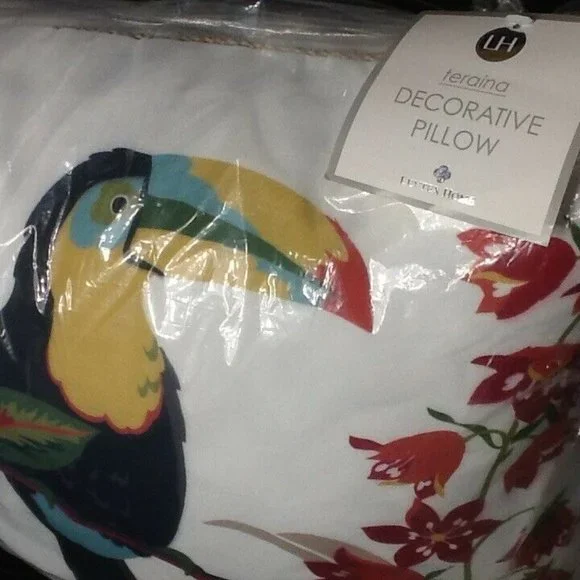 LH
teraina
DECORATIVE
PILLOW